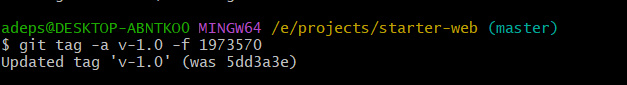 adeps@DESKTOP-ABNTKOO MINGW64 /e/projects/starter-web (master)
$ git tag -a v-1.0 -f 1973570
Updated tag 'v-1.0' (was 5dd3a3e)